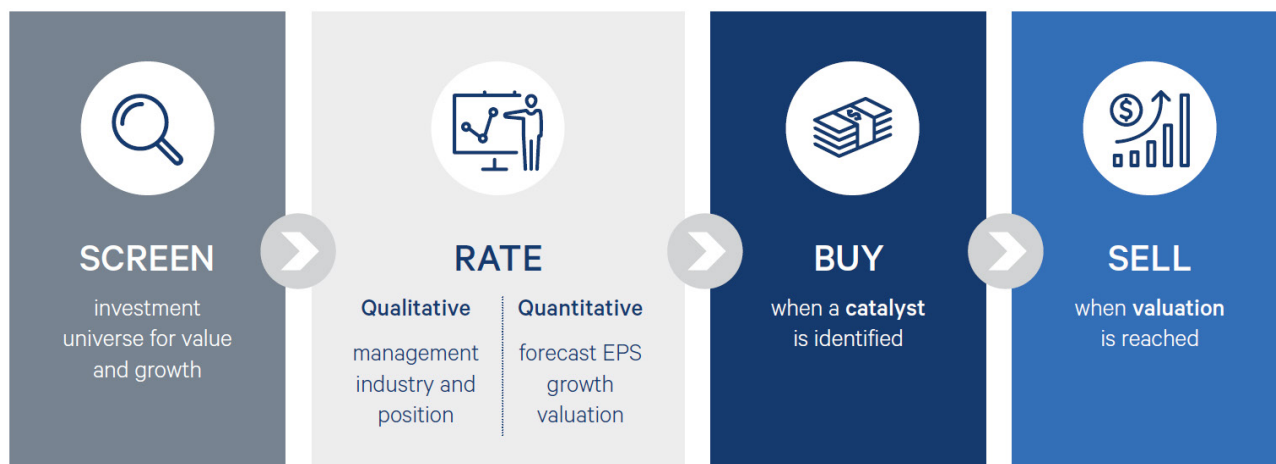 SCREEN
investment
universe for value
and growth
RATE
Qualitative
management
industry and
position
Quantitative
forecast EPS
growth
valuation
$
BUY
when a catalyst
is identified
$
SELL
when valuation
is reached